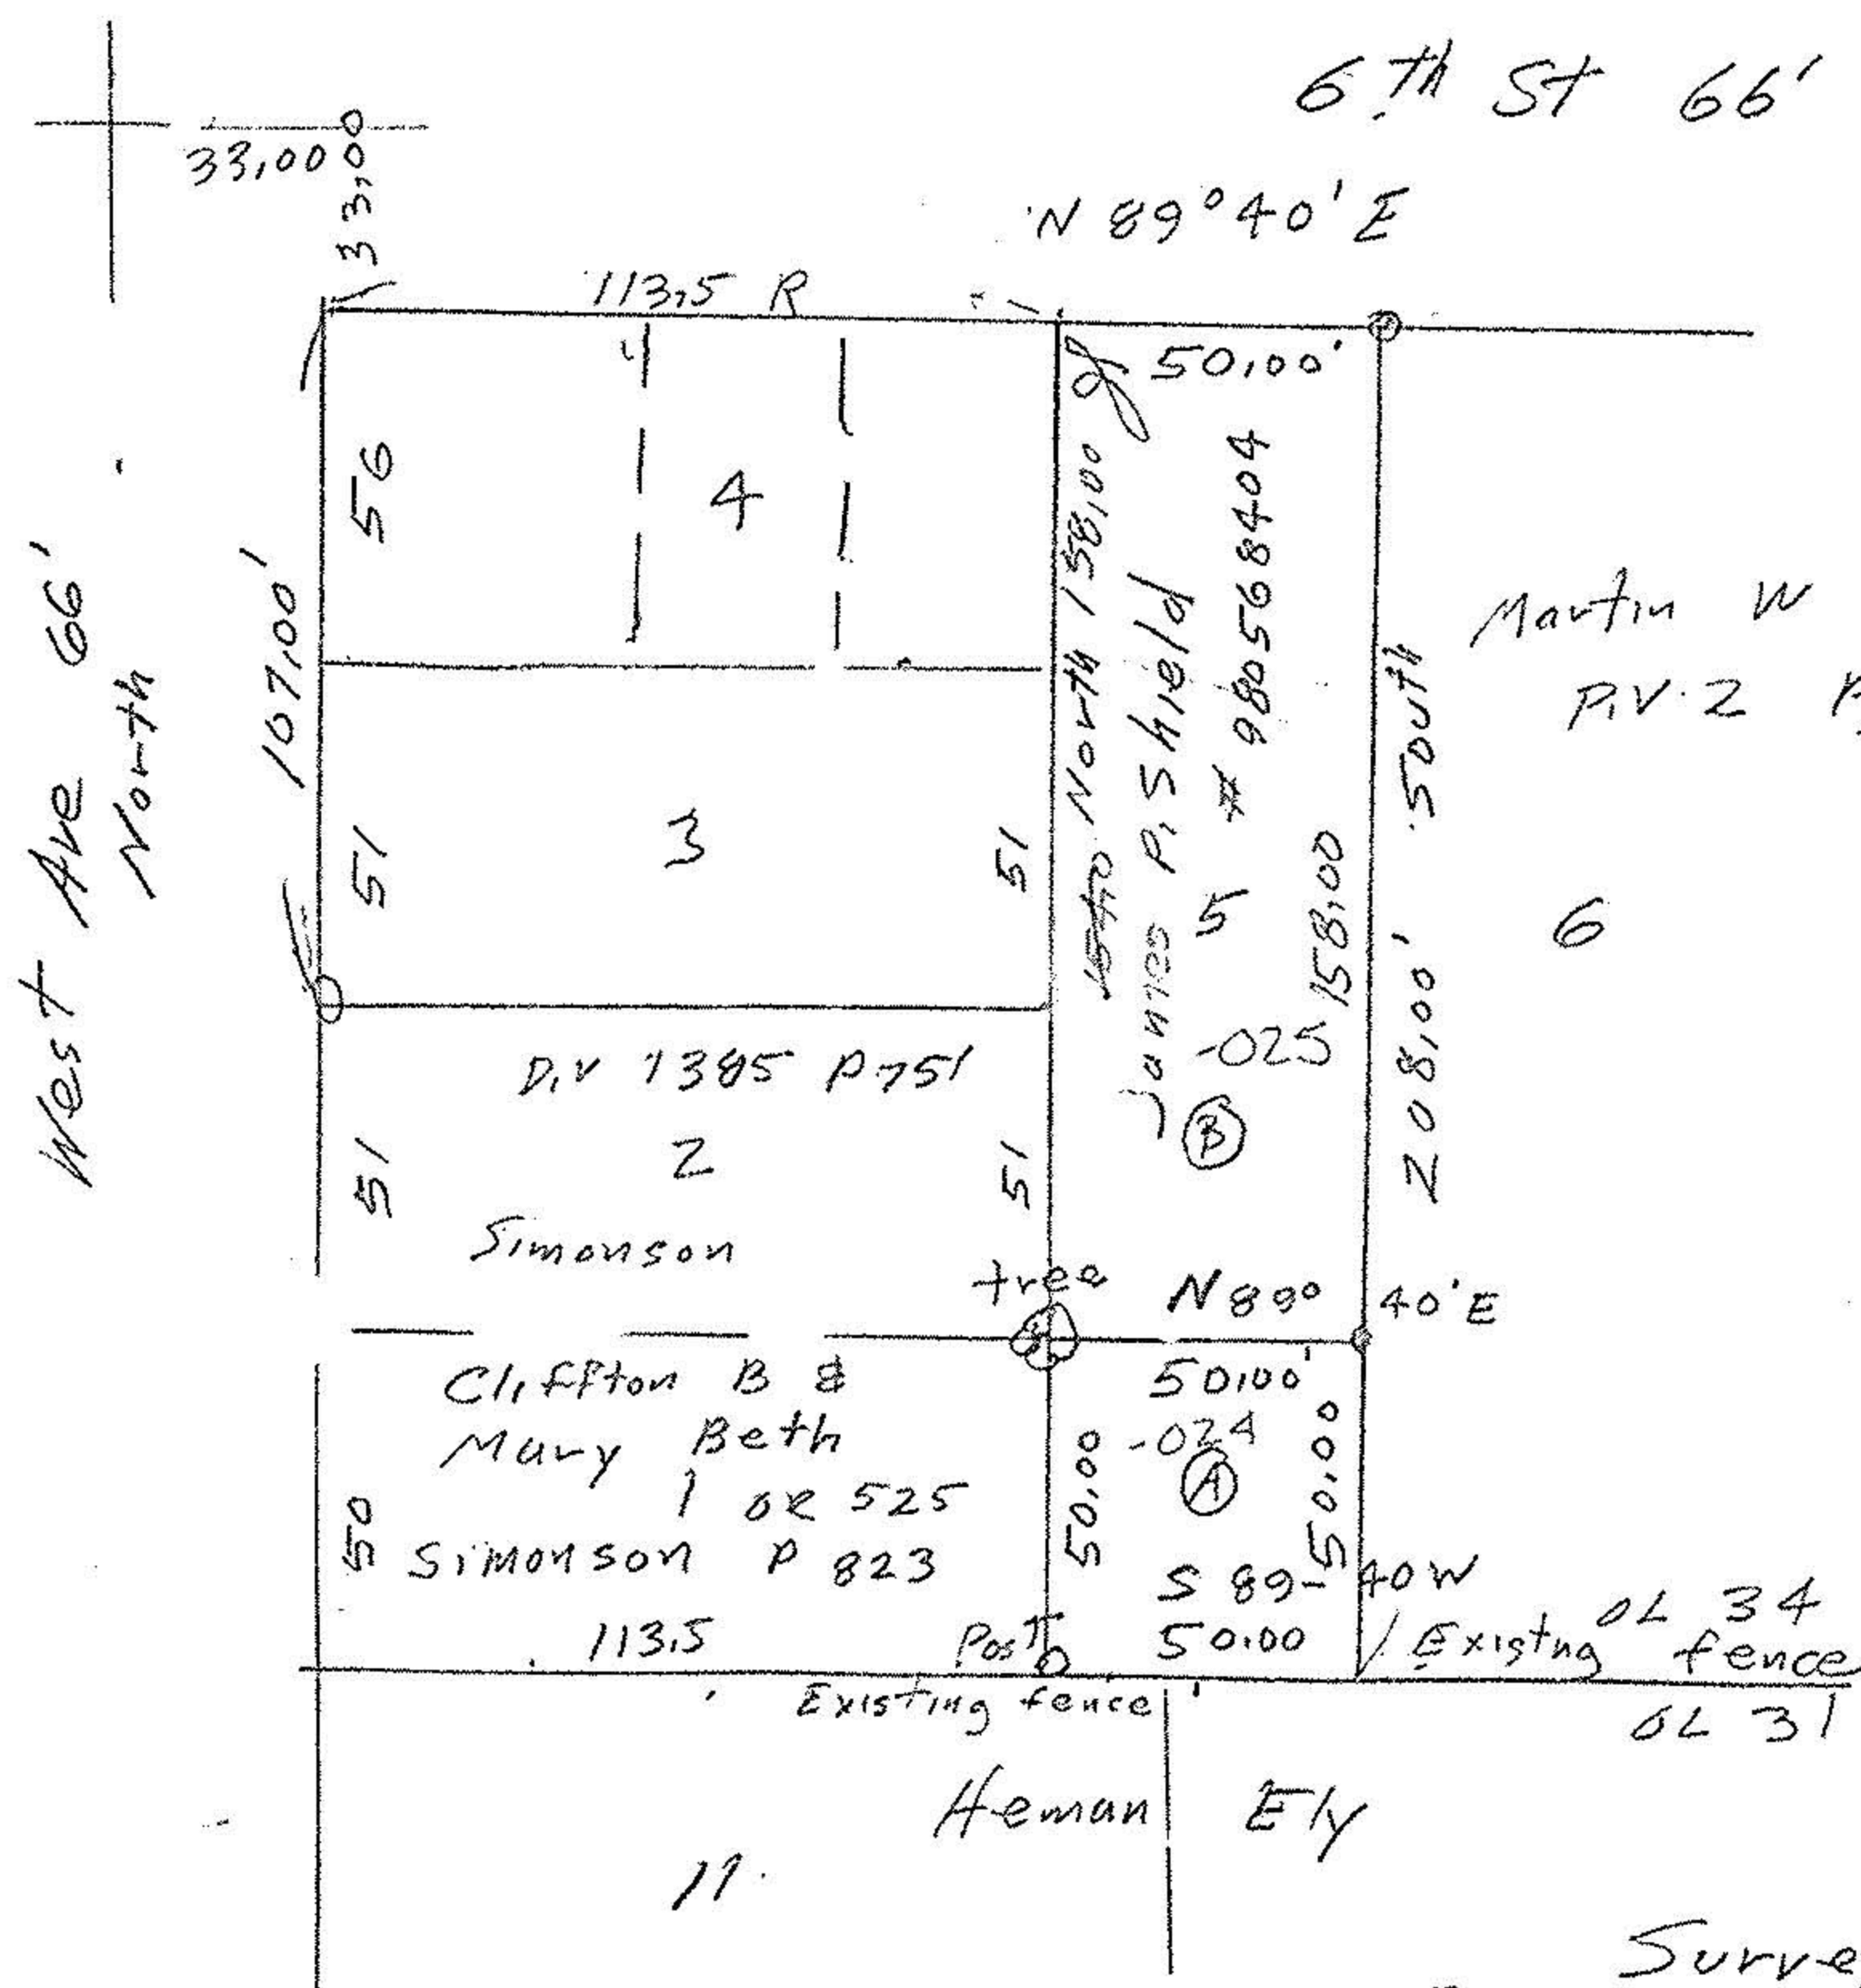 6th St 66'
33,00
33,0
N 89°40'E
113,5 R
50,00'
56
4
107,00'
West Ave 66'
North
North 158,00
James P, Shield
# 980568404
5
158,00
South
208,00'
Martin W
P,V.2
6
51
3
51
-025
B
D,V 1385 P751
2
51
51
Simonson
tree
N 89° 40'E
Cliffton B &
Mary Beth
1 OR 525
Simonson P 823
50
113.5
50,00'
-024
A
50,00
50,00
S 89-40W
50.00
Post
Existing fence
OL 34
Existng fence
OL 31
Heman Ely
11
Surve